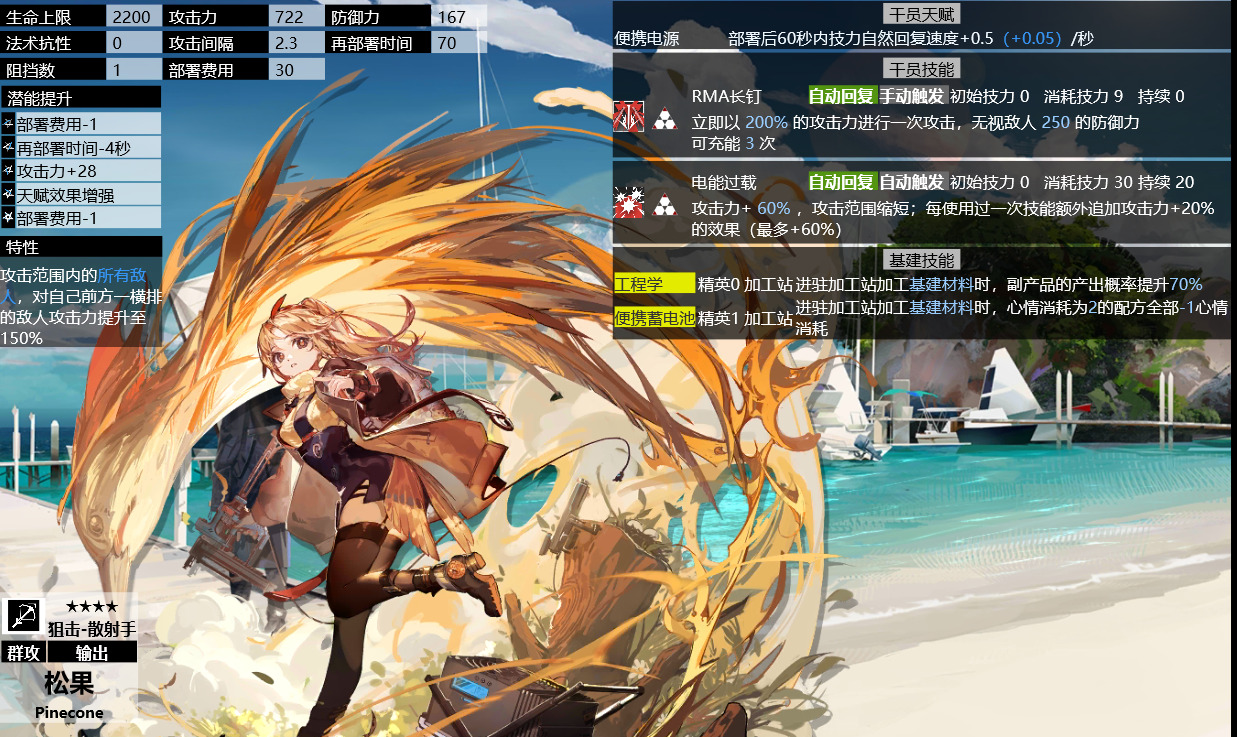 生命上限 2200 攻击力 722 防御力 167
法术抗性 0 攻击间隔 2.3 再部署时间 70
阻挡数 1 部署费用 30
潜能提升
部署费用-1
再部署时间-4秒
攻击力+28
天赋效果增强
部署费用-1
特性
攻击范围内的所有敌
人，对自己前方一横排
的敌人攻击力提升至
150%
★★★★
狙击-散射手
群攻 输出
松果
Pinecone
干员天赋
便携电源 部署后60秒内技力自然回复速度+0.5（+0.05）/秒
干员技能
RMA长钉 自动回复 手动触发 初始技力 0 消耗技力 9 持续 0
立即以 200% 的攻击力进行一次攻击，无视敌人 250 的防御力
可充能 3 次
电能过载 自动回复 自动触发 初始技力 0 消耗技力 30 持续 20
攻击力+ 60% ，攻击范围缩短；每使用过一次技能额外追加攻击力+20%
的效果（最多+60%）
基建技能
工程学 精英0 加工站 进驻加工站加工基建材料时，副产品的产出概率提升70%
便携蓄电池 精英1 加工站 进驻加工站加工基建材料时，心情消耗为2的配方全部-1心情
消耗